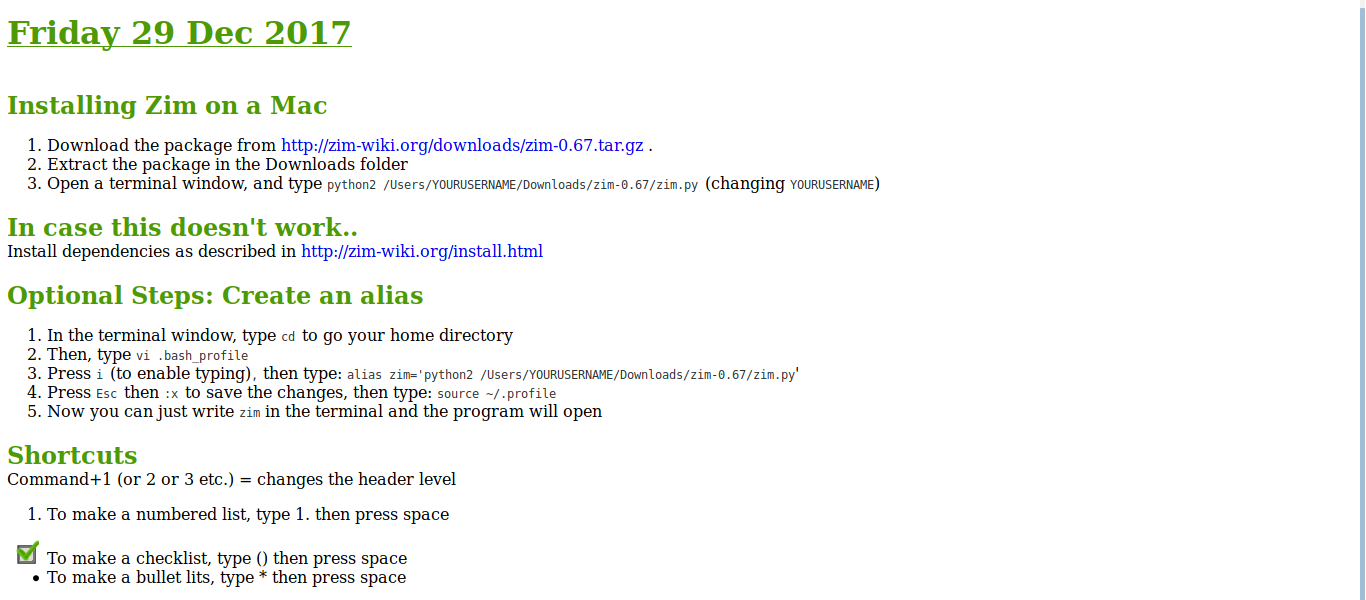 Friday 29 Dec 2017
Installing Zim on a Mac
1. Download the package from http://zim-wiki.org/downloads/zim-0.67.tar.gz .
2. Extract the package in the Downloads folder
3. Open a terminal window, and type python2 /Users/YOURUSERNAME/Downloads/zim-0.67/zim.py (changing YOURUSERNAME)
In case this doesn't work..
Install dependencies as described in http://zim-wiki.org/install.html
Optional Steps: Create an alias
1. In the terminal window, type cd to go your home directory
2. Then, type vi .bash_profile
3. Press i (to enable typing), then type: alias zim='python2 /Users/YOURUSERNAME/Downloads/zim-0.67/zim.py'
4. Press Esc then :x to save the changes, then type: source ~/.profile
5. Now you can just write zim in the terminal and the program will open
Shortcuts
Command+1 (or 2 or 3 etc.) = changes the header level
1. To make a numbered list, type 1. then press space
To make a checklist, type () then press space
• To make a bullet lits, type * then press space